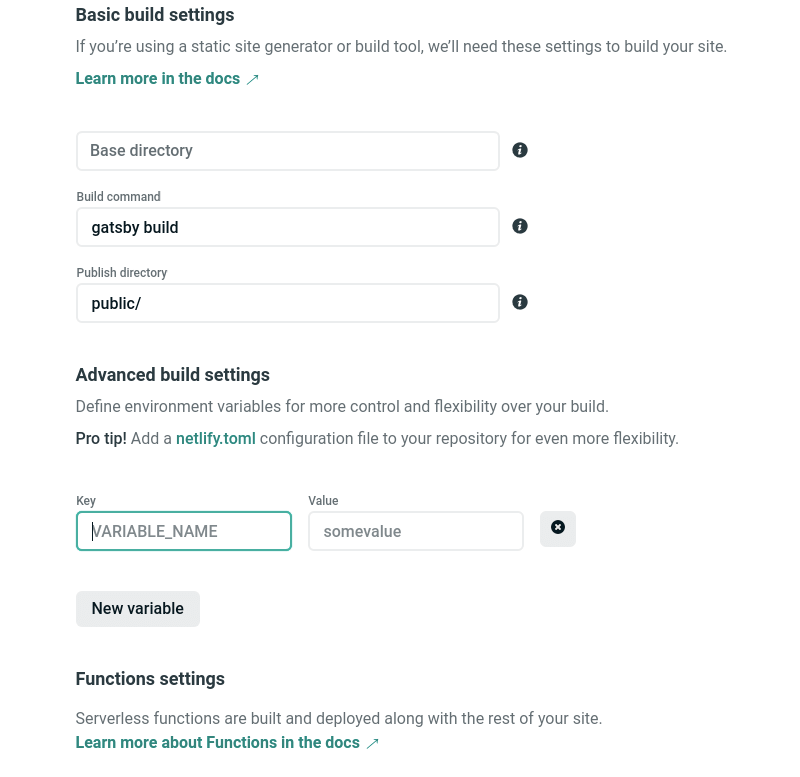 Basic build settings
If you’re using a static site generator or build tool, we’ll need these settings to build your site.
Learn more in the docs ↗
Base directory
Build command
gatsby build
Publish directory
public/
Advanced build settings
Define environment variables for more control and flexibility over your build.
Pro tip! Add a netlify.toml configuration file to your repository for even more flexibility.
Key Value
VARIABLE_NAME somevalue
New variable
Functions settings
Serverless functions are built and deployed along with the rest of your site.
Learn more about Functions in the docs ↗